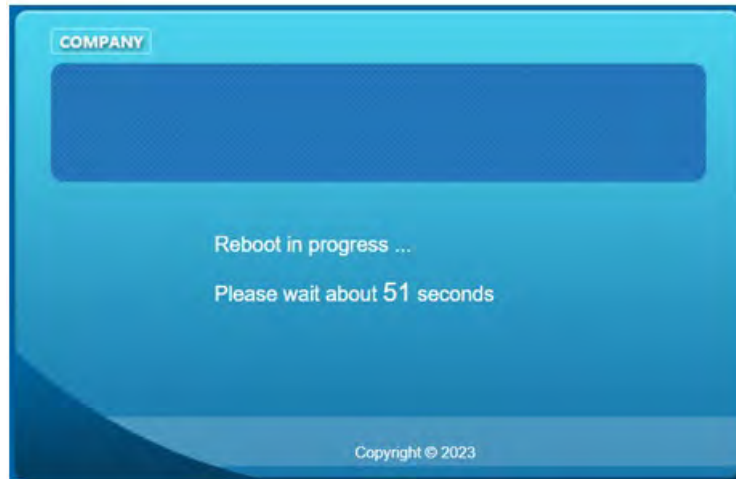 COMPANY
Reboot in progress ...
Please wait about 51 seconds
Copyright © 2023